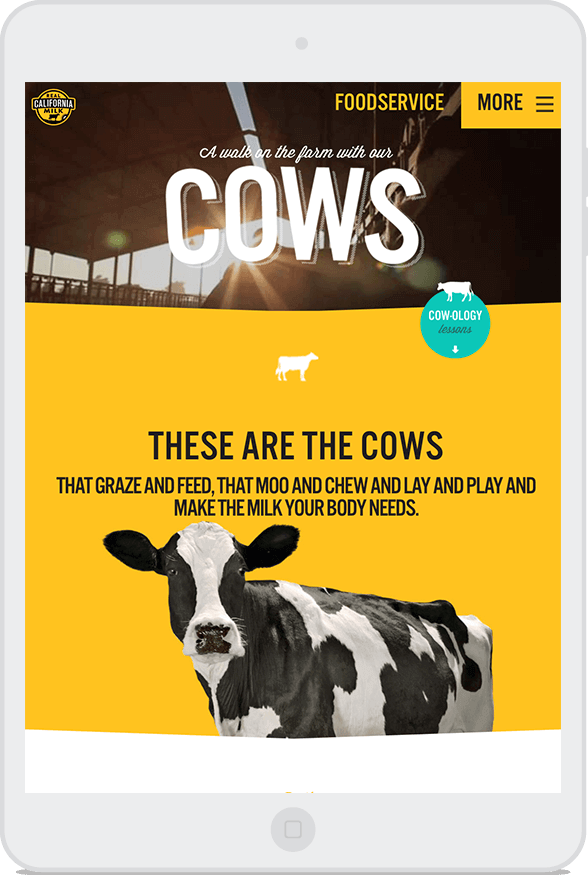 REAL
CALIFORNIA
MILK
FOODSERVICE
MORE
A walk on the farm with our
COWS
COW-OLOGY
lessons
THESE ARE THE COWS
THAT GRAZE AND FEED, THAT MOO AND CHEW AND LAY AND PLAY AND
MAKE THE MILK YOUR BODY NEEDS.